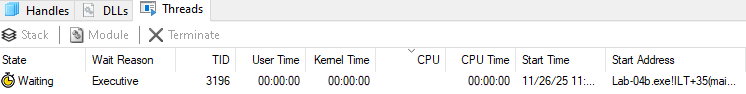 Handles DLLs Threads
Stack Module Terminate
State Wait Reason TID User Time Kernel Time CPU CPU Time Start Time Start Address
Waiting Executive 3196 00:00:00 00:00:00 00:00:00 11/26/25 11:... Lab-04b.exe!ILT+35(mai...